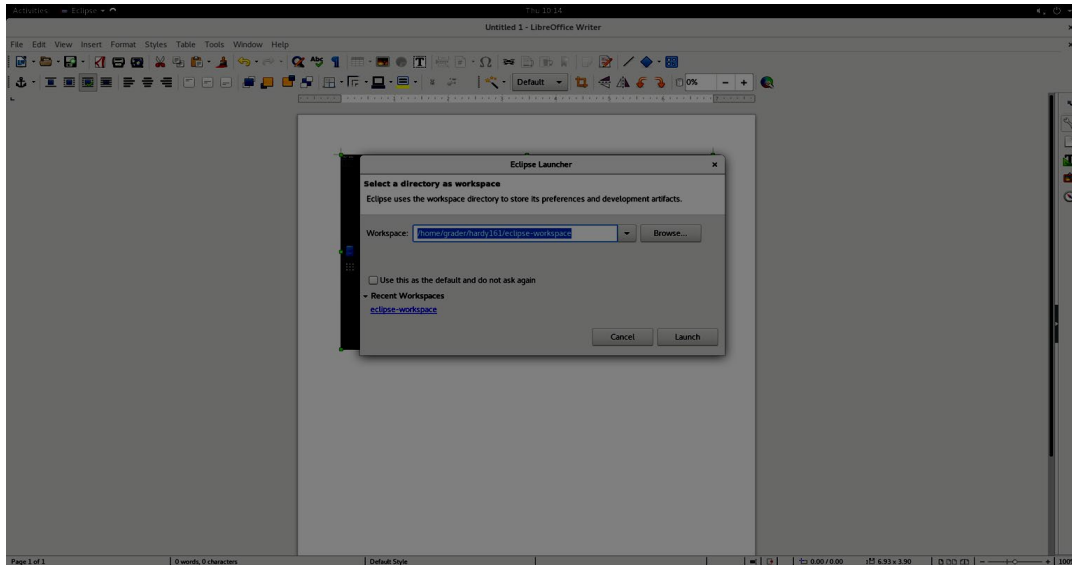 Activities
Eclipse
Thu 10:14
Untitled 1 - LibreOffice Writer
File Edit View Insert Format Styles Table Tools Window Help
Default
0%
Eclipse Launcher
Select a directory as workspace
Eclipse uses the workspace directory to store its preferences and development artifacts.
Workspace: /home/grader/hardy161/eclipse-workspace Browse...
Use this as the default and do not ask again
Recent Workspaces
eclipse-workspace
Cancel Launch
Page 1 of 1 0 words, 0 characters Default Style 0.00 / 0.00 6.93 x 3.90 100%